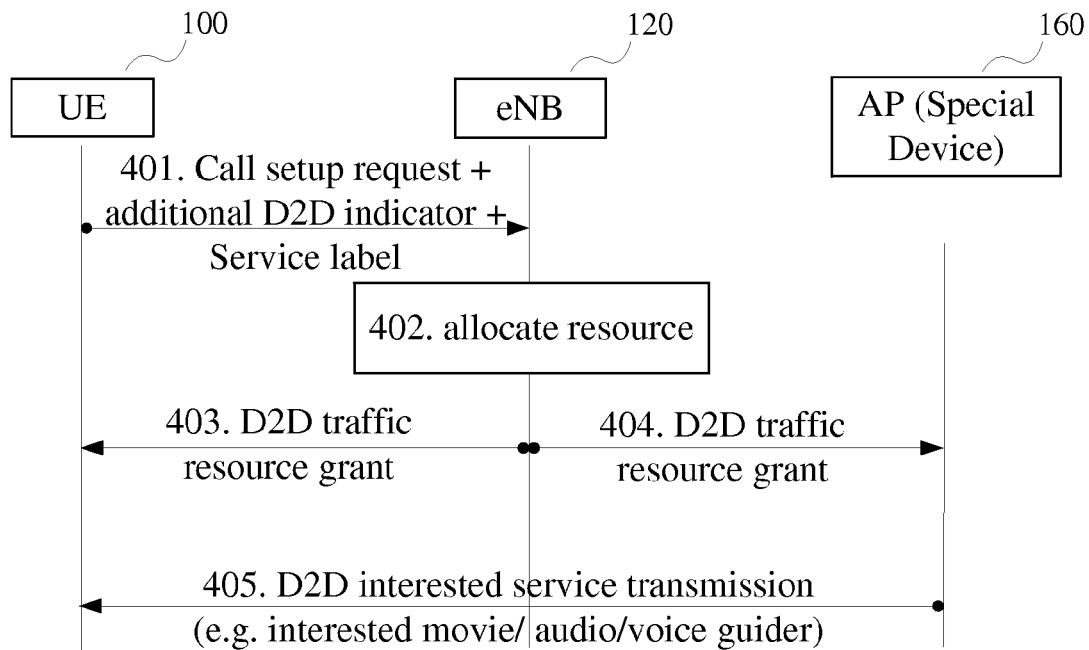 100
120
160
UE
eNB
AP (Special
Device)
401. Call setup request +
additional D2D indicator +
Service label
402. allocate resource
403. D2D traffic
resource grant
404. D2D traffic
resource grant
405. D2D interested service transmission
(e.g. interested movie/ audio/voice guider)